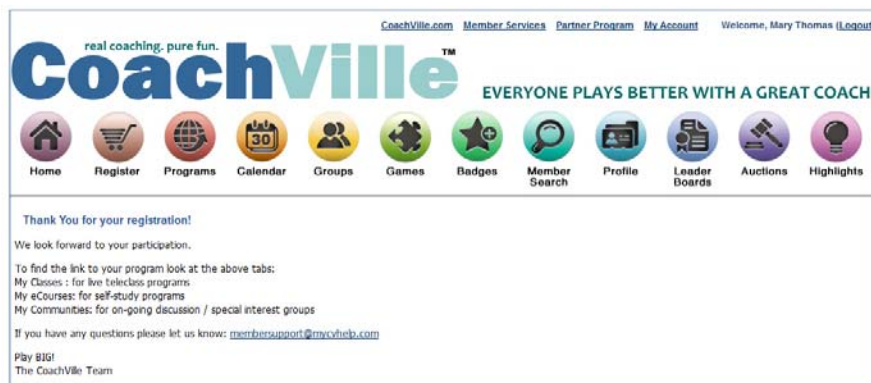 CoachVille.com Member Services Partner Program My Account Welcome, Mary Thomas (Logout
real coaching. pure fun.
CoachVille™
EVERYONE PLAYS BETTER WITH A GREAT COACH
30
Home Register Programs Calendar Groups Games Badges Member Search Profile Leader Boards Auctions Highlights
Thank You for your registration!
We look forward to your participation.
To find the link to your program look at the above tabs:
My Classes : for live teleclass programs
My eCourses: for self-study programs
My Communities: for on-going discussion / special interest groups
If you have any questions please let us know: membersupport@mycvhelp.com
Play BIG!
The CoachVille Team